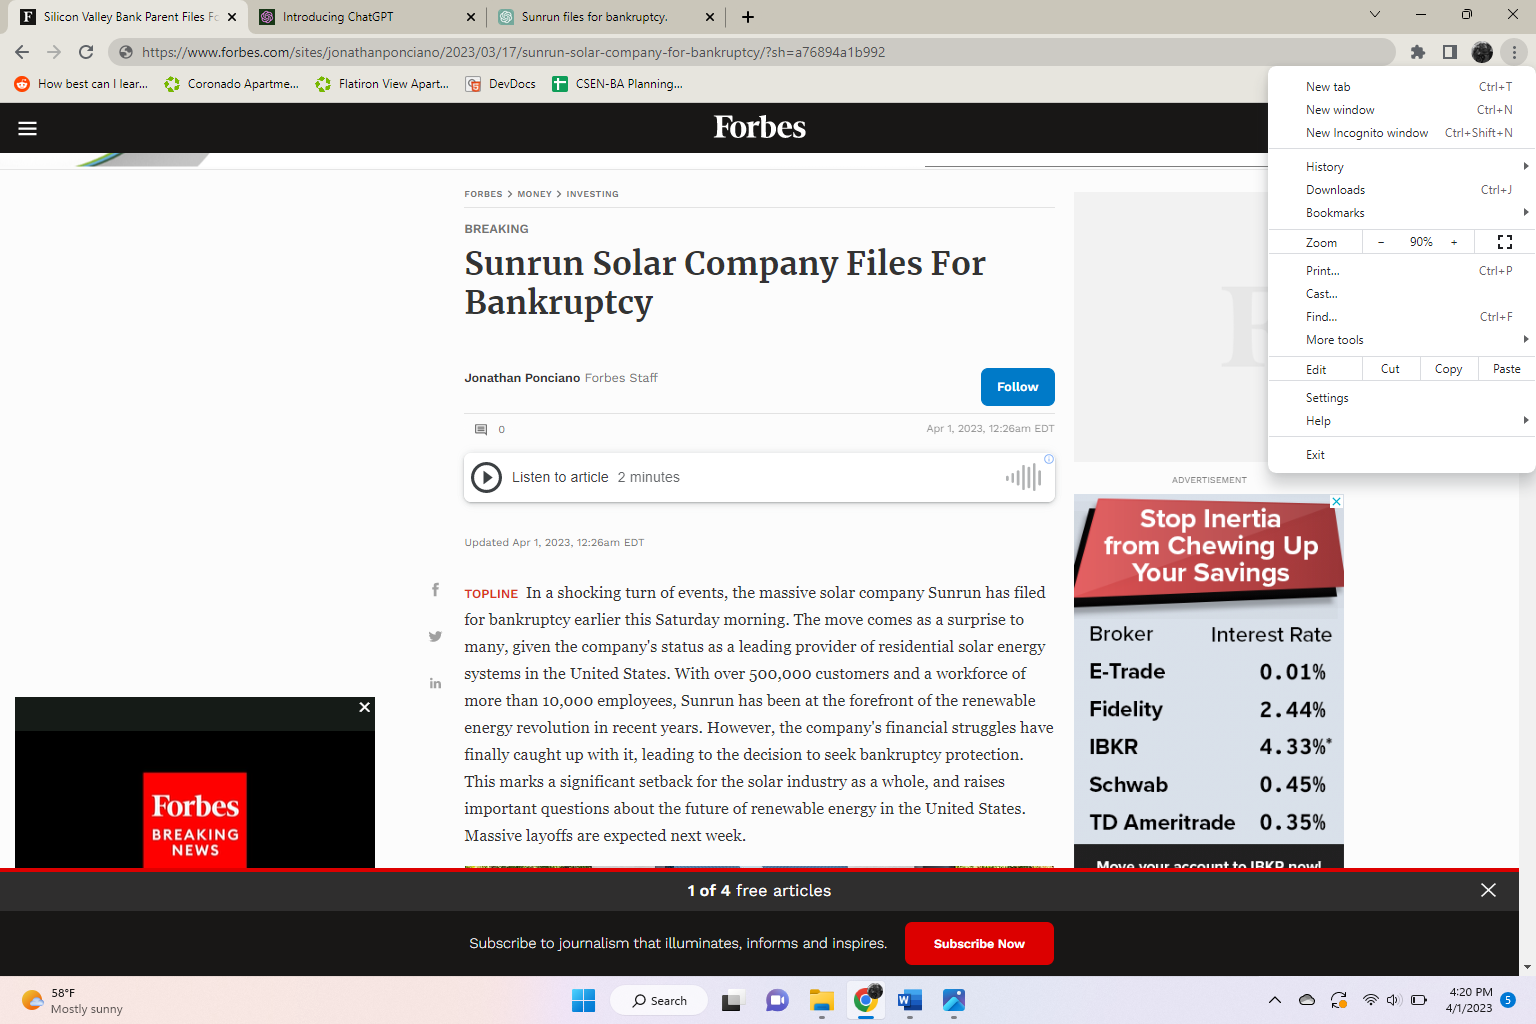 Silicon Valley Bank Parent Files Fo
Introducing ChatGPT
Sunrun files for bankruptcy.
https://www.forbes.com/sites/jonathanponciano/2023/03/17/sunrun-solar-company-for-bankruptcy/?sh=a76894a1b992
How best can I lear...
Coronado Apartme...
Flatiron View Apart...
DevDocs
CSEN-BA Planning...
New tab Ctrl+T
New window Ctrl+N
New Incognito window Ctrl+Shift+N
History
Downloads Ctrl+J
Bookmarks
Zoom - 90% +
Print... Ctrl+P
Cast...
Find... Ctrl+F
More tools
Edit Cut Copy Paste
Settings
Help
Exit
Forbes
FORBES > MONEY > INVESTING
BREAKING
Sunrun Solar Company Files For
Bankruptcy
Jonathan Ponciano Forbes Staff
Follow
0
Apr 1, 2023, 12:26am EDT
Listen to article 2 minutes
Updated Apr 1, 2023, 12:26am EDT
TOPLINE In a shocking turn of events, the massive solar company Sunrun has filed
for bankruptcy earlier this Saturday morning. The move comes as a surprise to
many, given the company's status as a leading provider of residential solar energy
systems in the United States. With over 500,000 customers and a workforce of
more than 10,000 employees, Sunrun has been at the forefront of the renewable
energy revolution in recent years. However, the company's financial struggles have
finally caught up with it, leading to the decision to seek bankruptcy protection.
This marks a significant setback for the solar industry as a whole, and raises
important questions about the future of renewable energy in the United States.
Massive layoffs are expected next week.
ADVERTISEMENT
Stop Inertia
from Chewing Up
Your Savings
Broker Interest Rate
E-Trade 0.01%
Fidelity 2.44%
IBKR 4.33%*
Schwab 0.45%
TD Ameritrade 0.35%
Move your account to IBKR now!
Forbes
BREAKING
NEWS
1 of 4 free articles
Subscribe to journalism that illuminates, informs and inspires.
Subscribe Now
58°F
Mostly sunny
Search
4:20 PM
4/1/2023
5